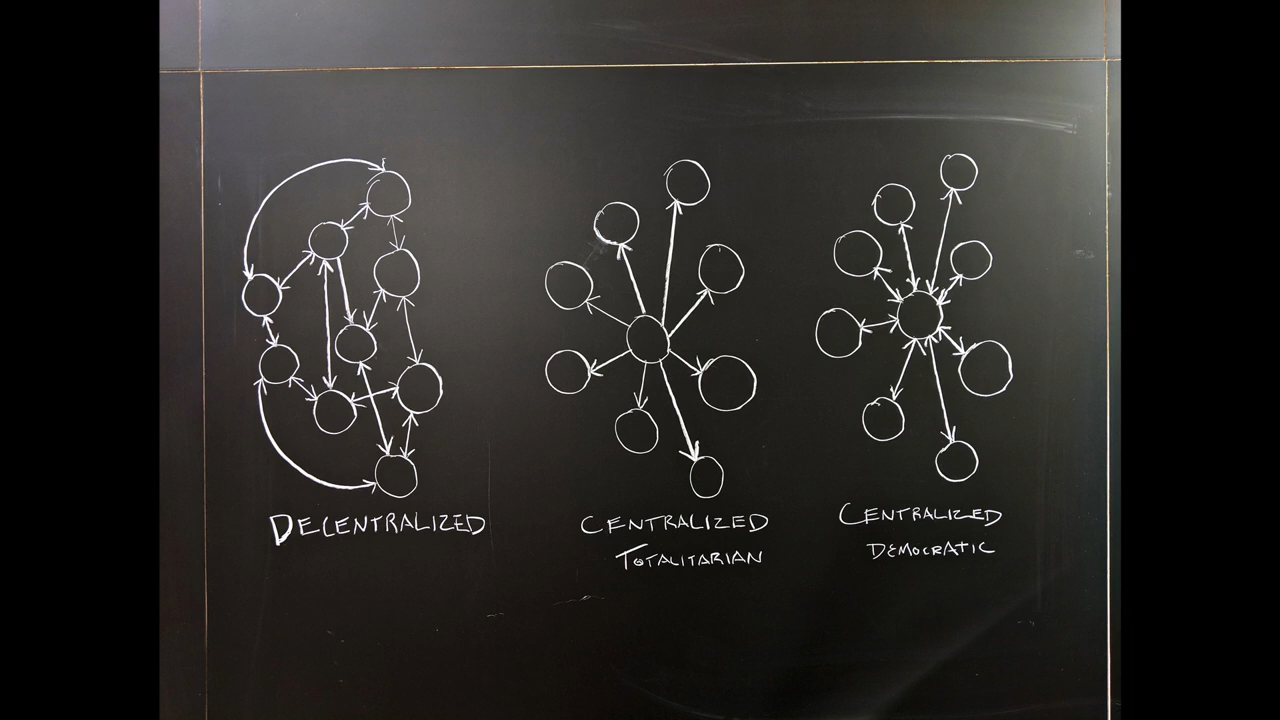 DECENTRALIZED
CENTRALIZED
TOTALITARIAN
CENTRALIZED
DEMOCRATIC